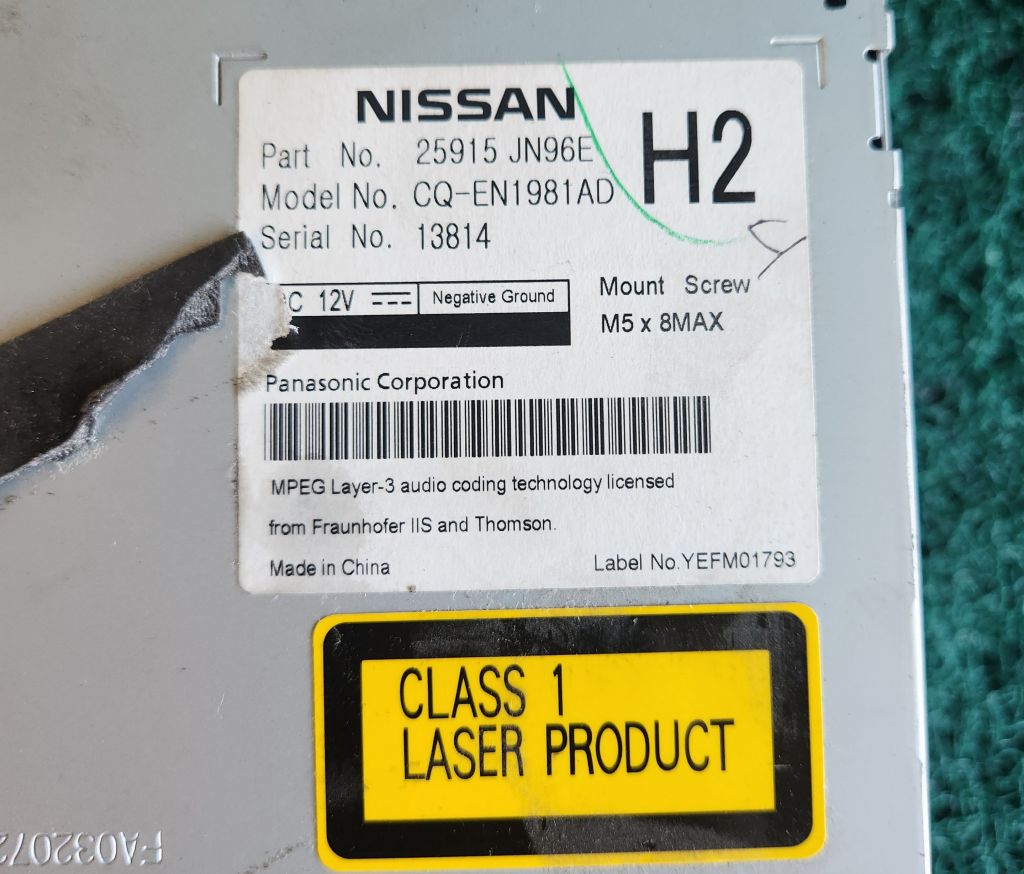 NISSAN
Part No. 25915 JN96E
Model No. CQ-EN1981AD
Serial No. 13814
H2
C 12V Negative Ground
Mount Screw
M5 x 8MAX
Panasonic Corporation
MPEG Layer-3 audio coding technology licensed
from Fraunhofer IIS and Thomson.
Made in China
Label No.YEFM01793
CLASS 1
LASER PRODUCT